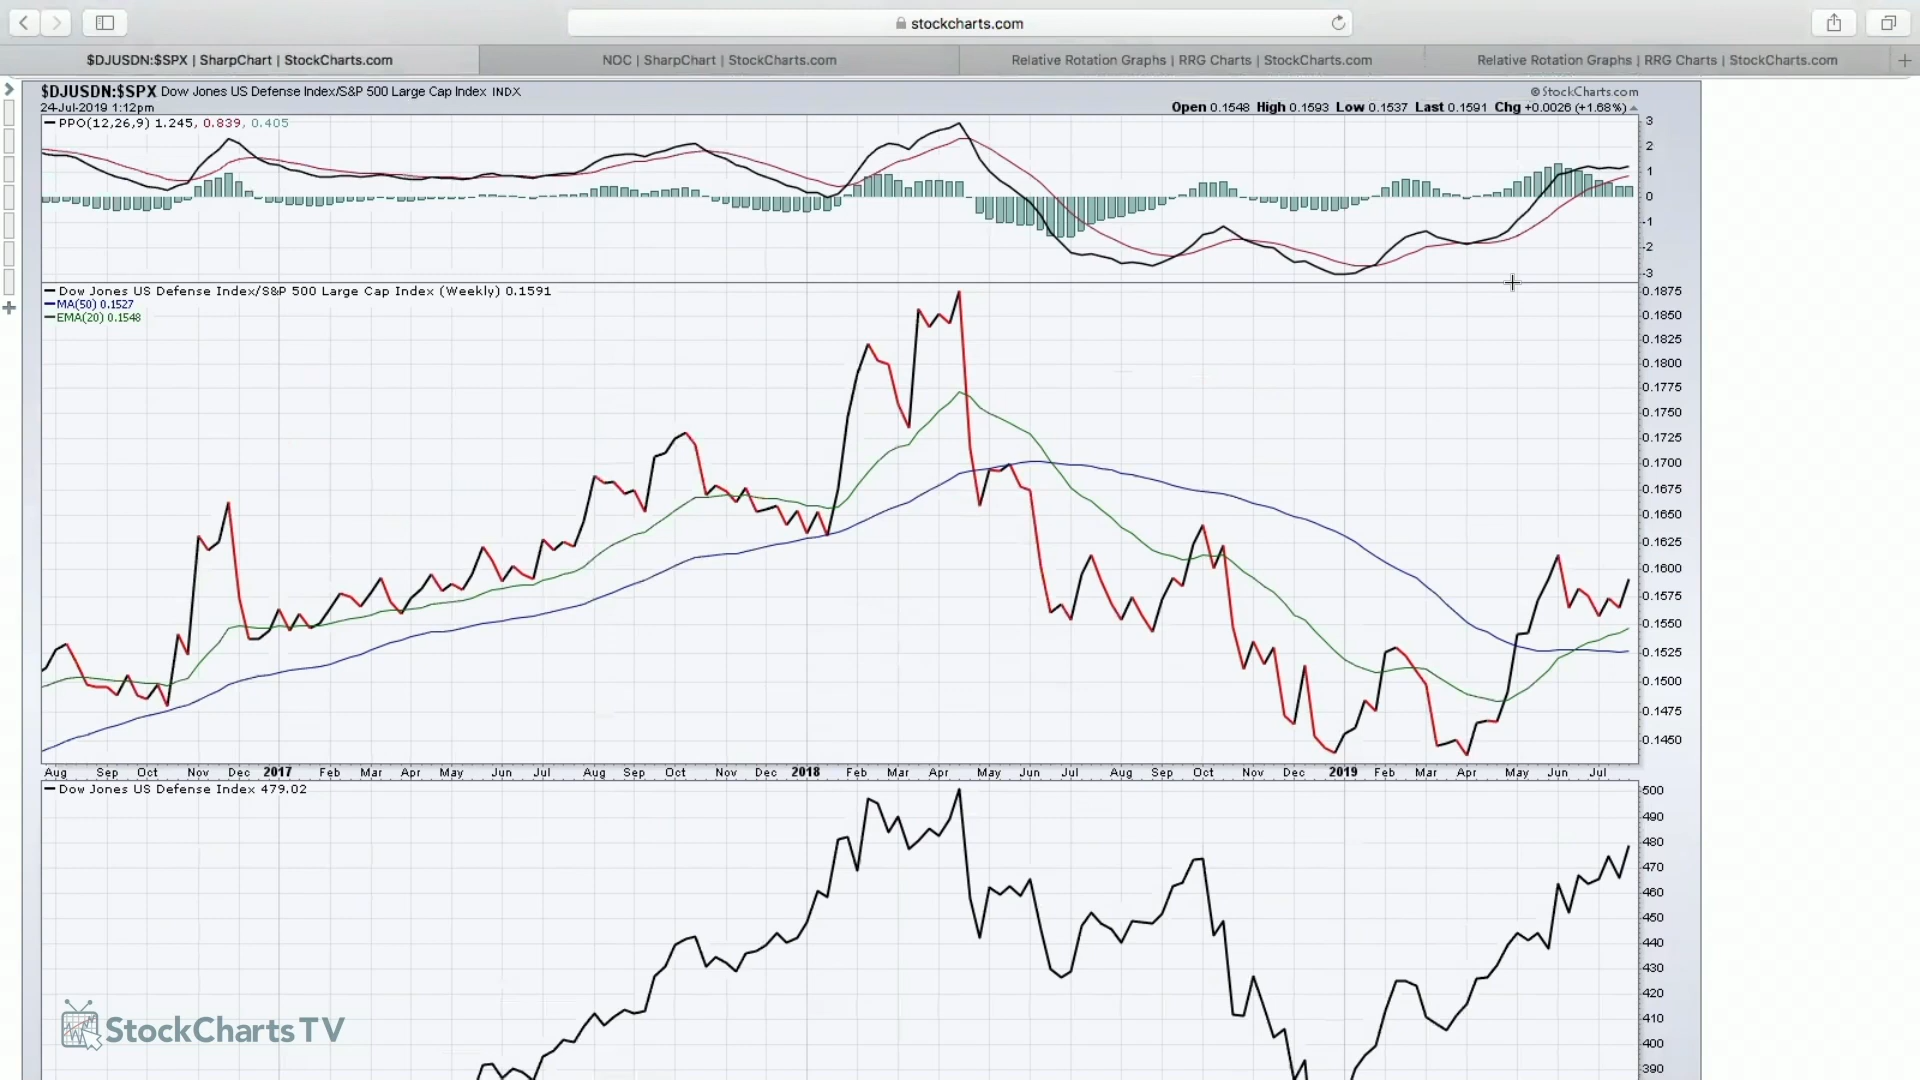 stockcharts.com
$DJUSDN:$SPX | SharpChart | StockCharts.com
NOC | SharpChart | StockCharts.com
Relative Rotation Graphs | RRG Charts | StockCharts.com
Relative Rotation Graphs | RRG Charts | StockCharts.com
$DJUSDN:$SPX Dow Jones US Defense Index/S&P 500 Large Cap Index INDX
© StockCharts.com
24-Jul-2019 1:12pm
Open 0.1548 High 0.1593 Low 0.1537 Last 0.1591 Chg +0.0026 (+1.68%)
PPO(12,26,9) 1.245, 0.839, 0.405
3
2
1
0
-1
-2
-3
Dow Jones US Defense Index/S&P 500 Large Cap Index (Weekly) 0.1591
MA(50) 0.1527
EMA(20) 0.1548
0.1875
0.1850
0.1825
0.1800
0.1775
0.1750
0.1725
0.1700
0.1675
0.1650
0.1625
0.1600
0.1575
0.1550
0.1525
0.1500
0.1475
0.1450
Aug Sep Oct Nov Dec 2017 Feb Mar Apr May Jun Jul Aug Sep Oct Nov Dec 2018 Feb Mar Apr May Jun Jul Aug Sep Oct Nov Dec 2019 Feb Mar Apr May Jun Jul
Dow Jones US Defense Index 479.02
500
490
480
470
460
450
440
430
420
410
400
390
StockCharts TV